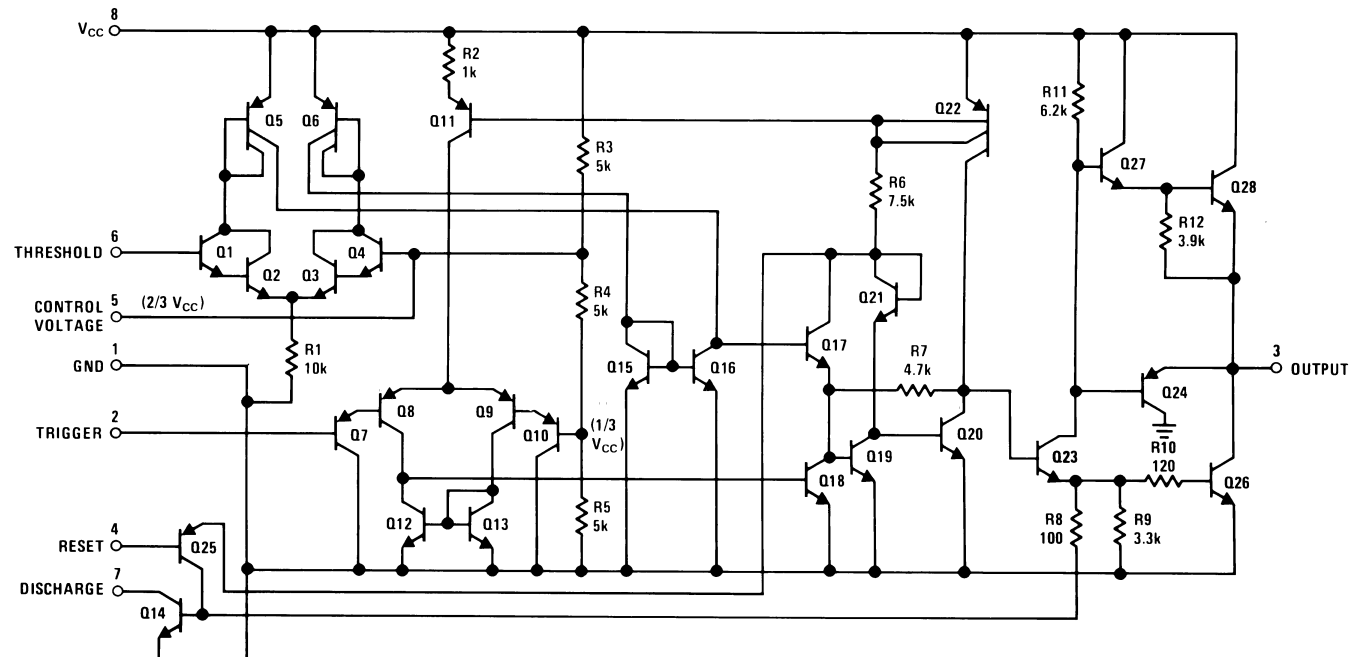 8
VCC
R2
1k
Q5
Q6
Q11
Q22
R11
6.2k
R3
5k
Q27
R6
7.5k
Q28
R12
3.9k
6
THRESHOLD
Q1
Q2
Q3
Q4
5
CONTROL VOLTAGE
(2/3 VCC)
R4
5k
Q21
1
GND
R1
10k
Q15
Q16
Q17
R7
4.7k
3
OUTPUT
Q24
2
TRIGGER
Q7
Q8
Q9
Q10
(1/3 VCC)
Q18
Q19
Q20
Q23
R10
120
Q26
Q12
Q13
R5
5k
R8
100
R9
3.3k
4
RESET
Q25
7
DISCHARGE
Q14